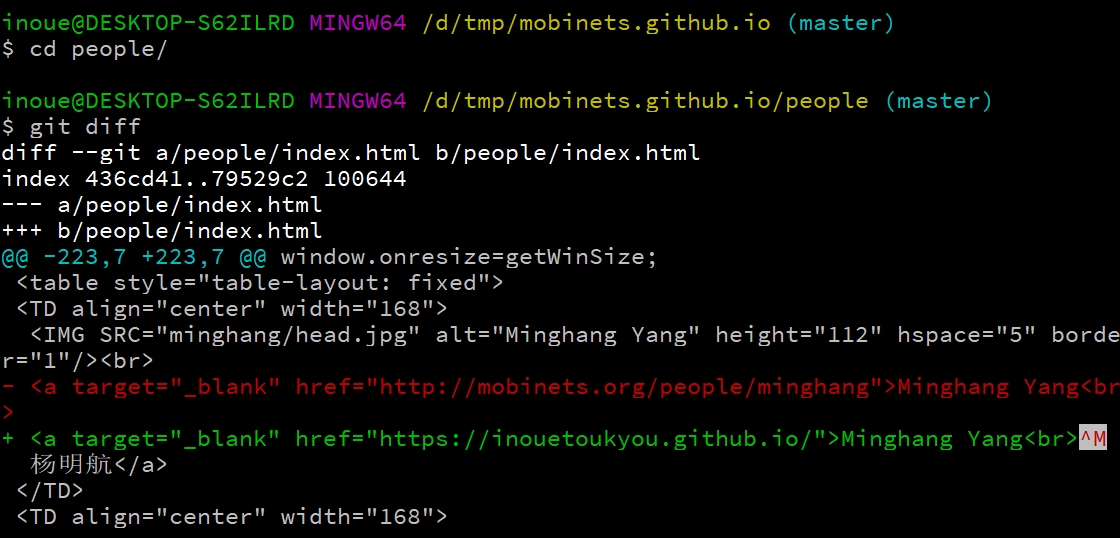 inoue@DESKTOP-S62ILRD MINGW64 /d/tmp/mobinets.github.io (master)
$ cd people/
inoue@DESKTOP-S62ILRD MINGW64 /d/tmp/mobinets.github.io/people (master)
$ git diff
diff --git a/people/index.html b/people/index.html
index 436cd41..79529c2 100644
--- a/people/index.html
+++ b/people/index.html
@@ -223,7 +223,7 @@ window.onresize=getWinSize;
 <table style="table-layout: fixed">
 <TD align="center" width="168">
  <IMG SRC="minghang/head.jpg" alt="Minghang Yang" height="112" hspace="5" borde
r="1"/><br>
- <a target="_blank" href="http://mobinets.org/people/minghang">Minghang Yang<br
>
+ <a target="_blank" href="https://inouetoukyou.github.io/">Minghang Yang<br>^M
  杨明航</a>
 </TD>
 <TD align="center" width="168">